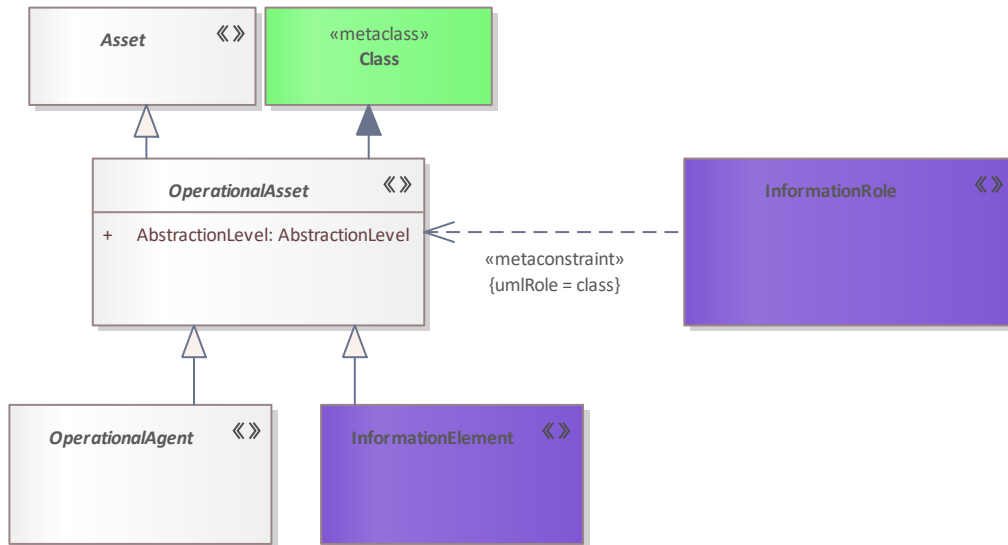 Asset
«»
«metaclass»
Class
OperationalAsset
«»
+ AbstractionLevel: AbstractionLevel
InformationRole
«»
«metaconstraint»
{umlRole = class}
OperationalAgent
«»
InformationElement
«»